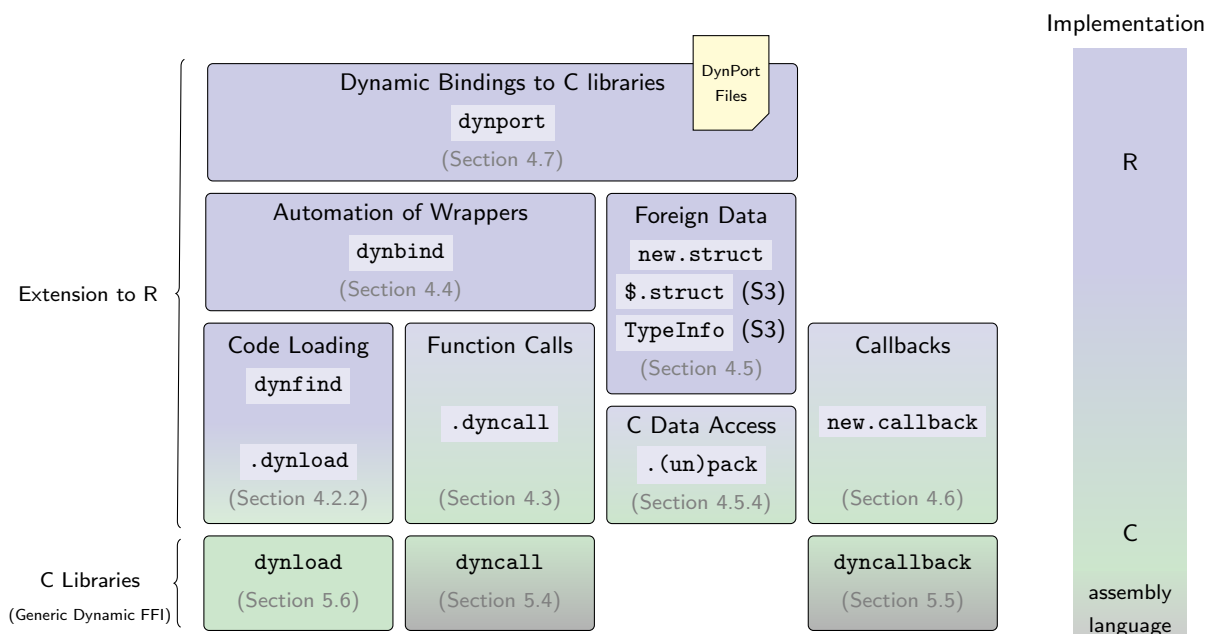 Implementation
DynPort
Files
Dynamic Bindings to C libraries
dynport
(Section 4.7)
R
Automation of Wrappers
dynbind
(Section 4.4)
Foreign Data
new.struct
$.struct (S3)
TypeInfo (S3)
(Section 4.5)
Extension to R
Code Loading
dynfind
.dynload
(Section 4.2.2)
Function Calls
.dyncall
(Section 4.3)
C Data Access
.(un)pack
(Section 4.5.4)
Callbacks
new.callback
(Section 4.6)
C
C Libraries
(Generic Dynamic FFI)
dynload
(Section 5.6)
dyncall
(Section 5.4)
dyncallback
(Section 5.5)
assembly
language